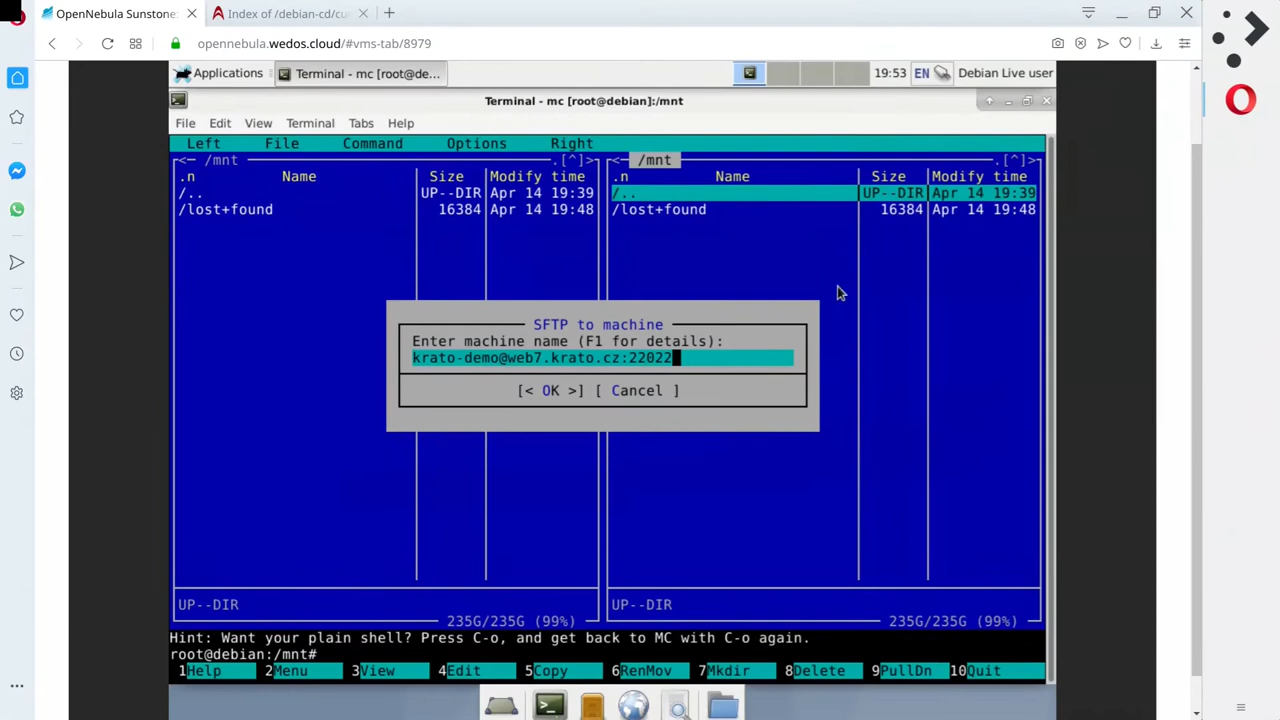 OpenNebula Sunstone:
Index of /debian-cd/cu
opennebula.wedos.cloud/#vms-tab/8979
Applications
Terminal - mc [root@de...
19:53
EN
Debian Live user
Terminal - mc [root@debian]:/mnt
File Edit View Terminal Tabs Help
Left File Command Options Right
<- /mnt .[^]>
<- /mnt .[^]>
.n Name Size Modify time
.n Name Size Modify time
/.. UP--DIR Apr 14 19:39
/.. UP--DIR Apr 14 19:39
/lost+found 16384 Apr 14 19:48
/lost+found 16384 Apr 14 19:48
SFTP to machine
Enter machine name (F1 for details):
krato-demo@web7.krato.cz:22022
[< OK >] [ Cancel ]
UP--DIR
UP--DIR
235G/235G (99%)
235G/235G (99%)
Hint: Want your plain shell? Press C-o, and get back to MC with C-o again.
root@debian:/mnt#
1Help 2Menu 3View 4Edit 5Copy 6RenMov 7Mkdir 8Delete 9PullDn 10Quit